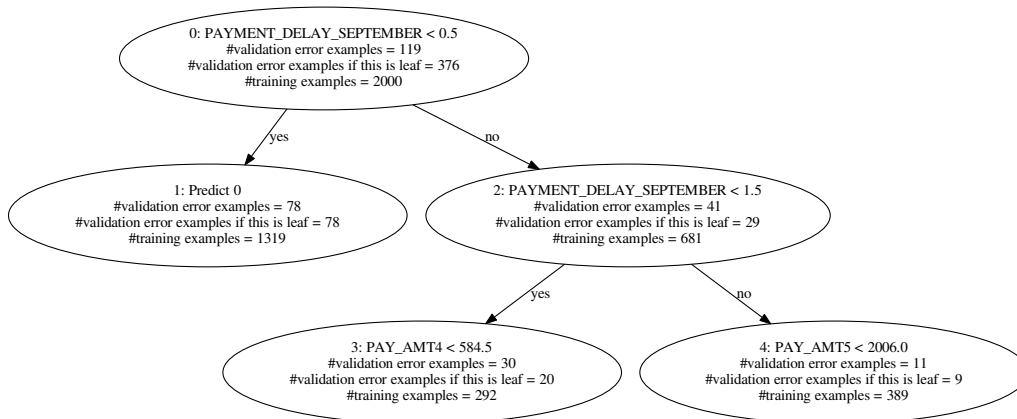 0: PAYMENT_DELAY_SEPTEMBER < 0.5
#validation error examples = 119
#validation error examples if this is leaf = 376
#training examples = 2000
yes
no
1: Predict 0
#validation error examples = 78
#validation error examples if this is leaf = 78
#training examples = 1319
2: PAYMENT_DELAY_SEPTEMBER < 1.5
#validation error examples = 41
#validation error examples if this is leaf = 29
#training examples = 681
yes
no
3: PAY_AMT4 < 584.5
#validation error examples = 30
#validation error examples if this is leaf = 20
#training examples = 292
4: PAY_AMT5 < 2006.0
#validation error examples = 11
#validation error examples if this is leaf = 9
#training examples = 389